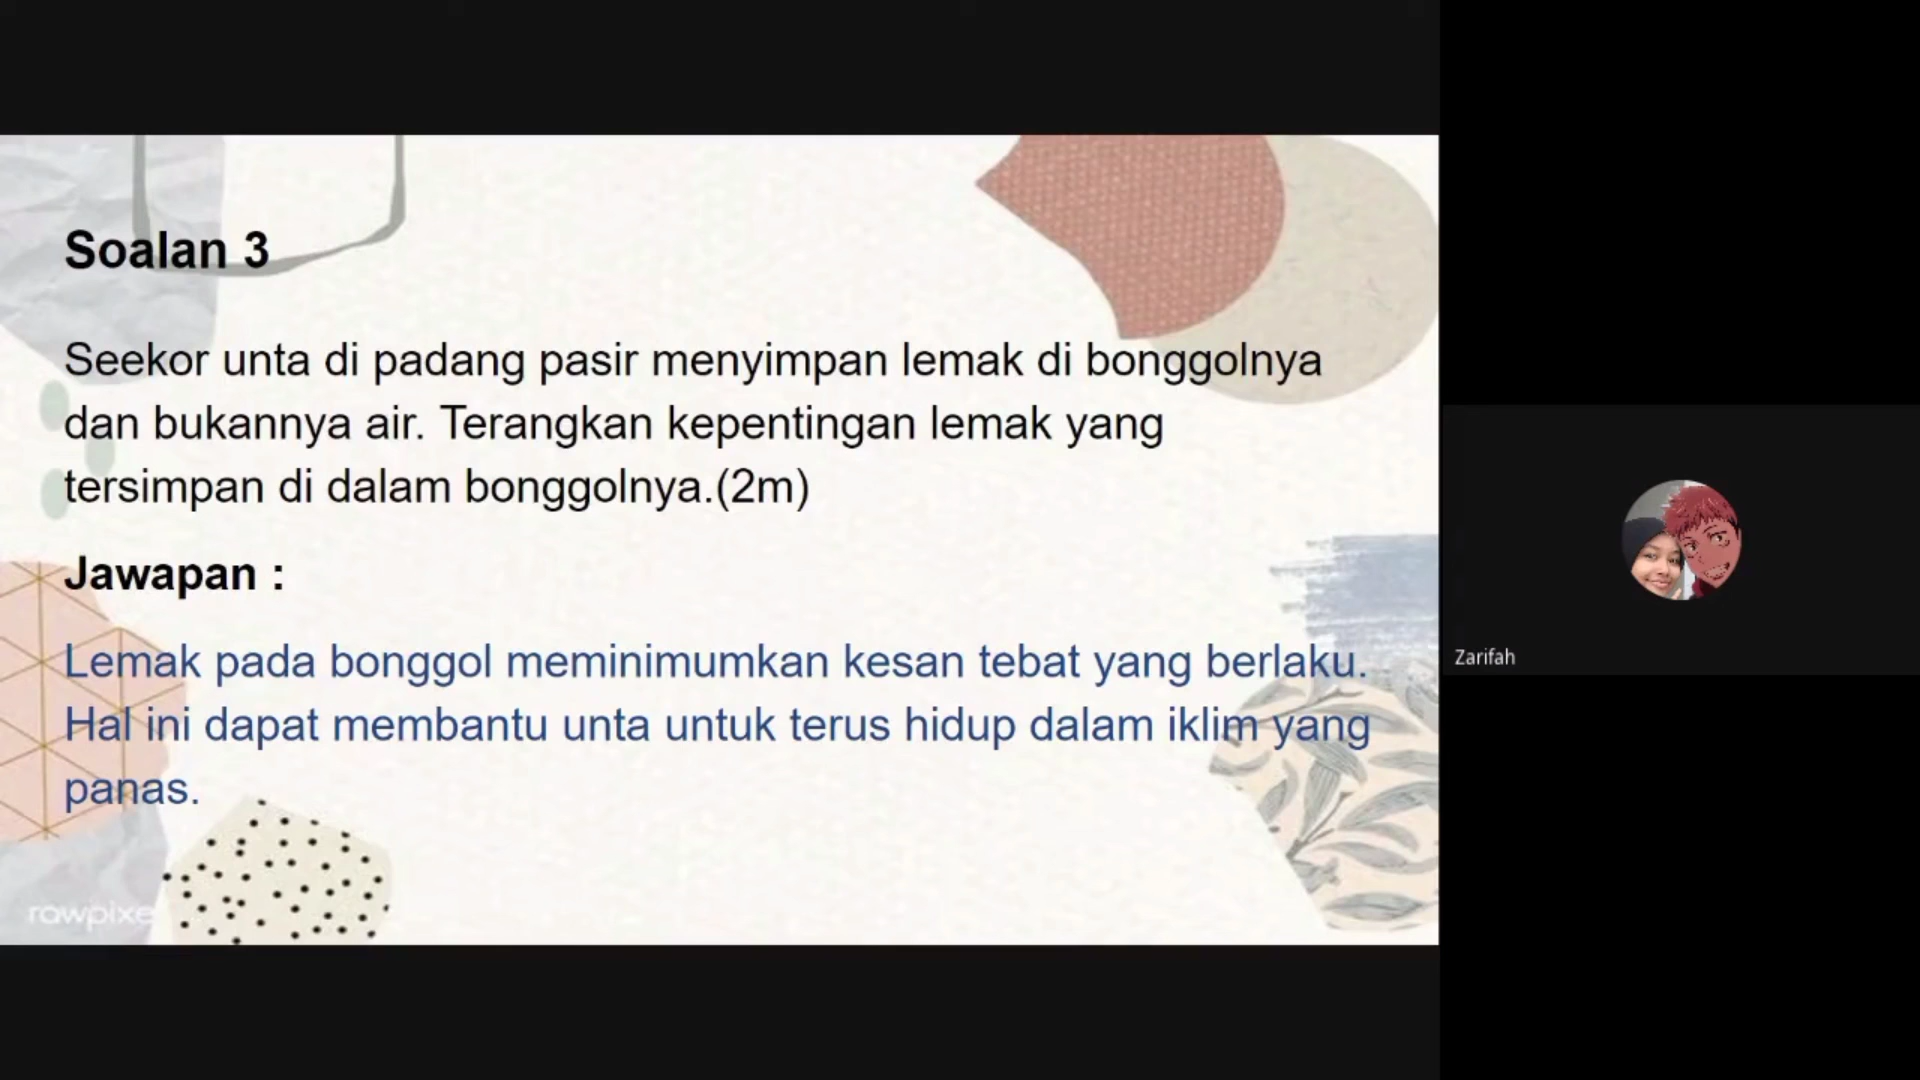 Soalan 3
Seekor unta di padang pasir menyimpan lemak di bonggolnya
dan bukannya air. Terangkan kepentingan lemak yang
tersimpan di dalam bonggolnya.(2m)
Jawapan :
Lemak pada bonggol meminimumkan kesan tebat yang berlaku.
Hal ini dapat membantu unta untuk terus hidup dalam iklim yang
panas.
rawpixe
Zarifah